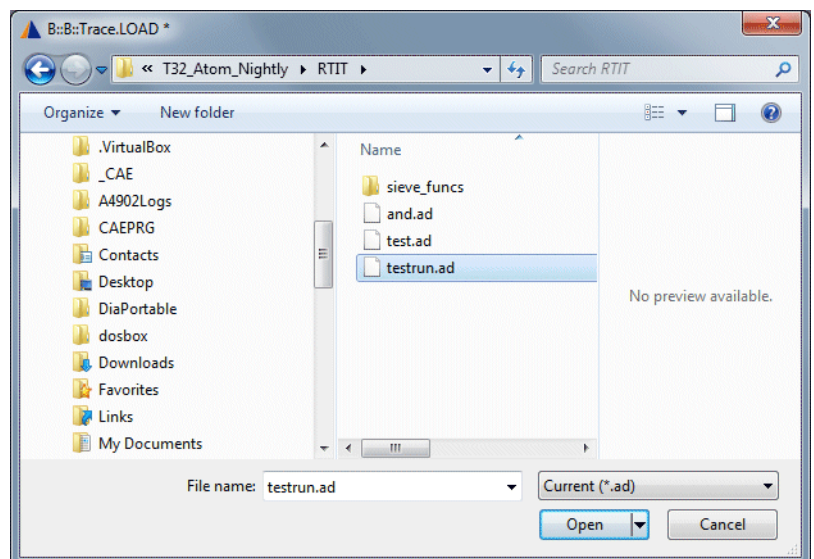 B::B::Trace.LOAD *
« T32_Atom_Nightly RTIT Search RTIT
Organize New folder
.VirtualBox
_CAE
A4902Logs
CAEPRG
Contacts
Desktop
DiaPortable
dosbox
Downloads
Favorites
Links
My Documents
Name
sieve_funcs
and.ad
test.ad
testrun.ad
No preview available.
File name: testrun.ad Current (*.ad)
Open Cancel